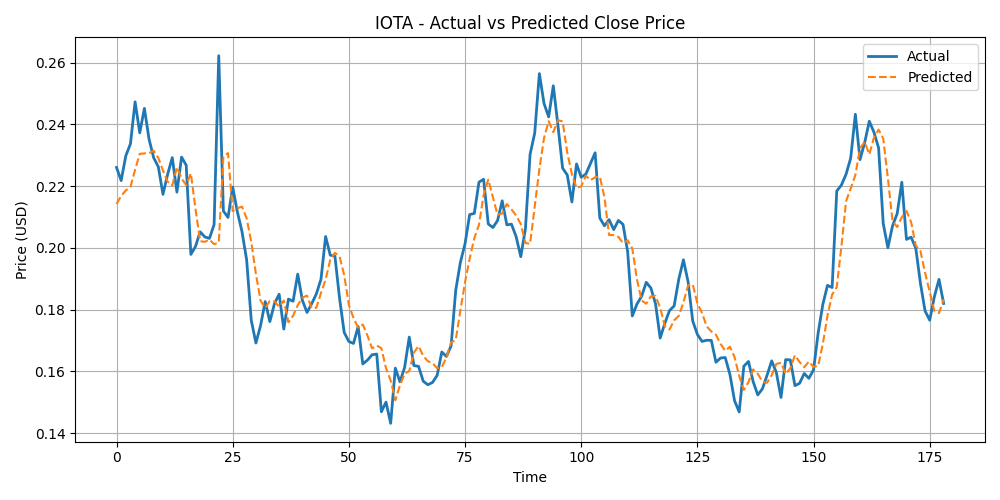 IOTA - Actual vs Predicted Close Price
Actual
Predicted
0.26
0.24
0.22
0.20
0.18
0.16
0.14
Price (USD)
0 25 50 75 100 125 150 175
Time